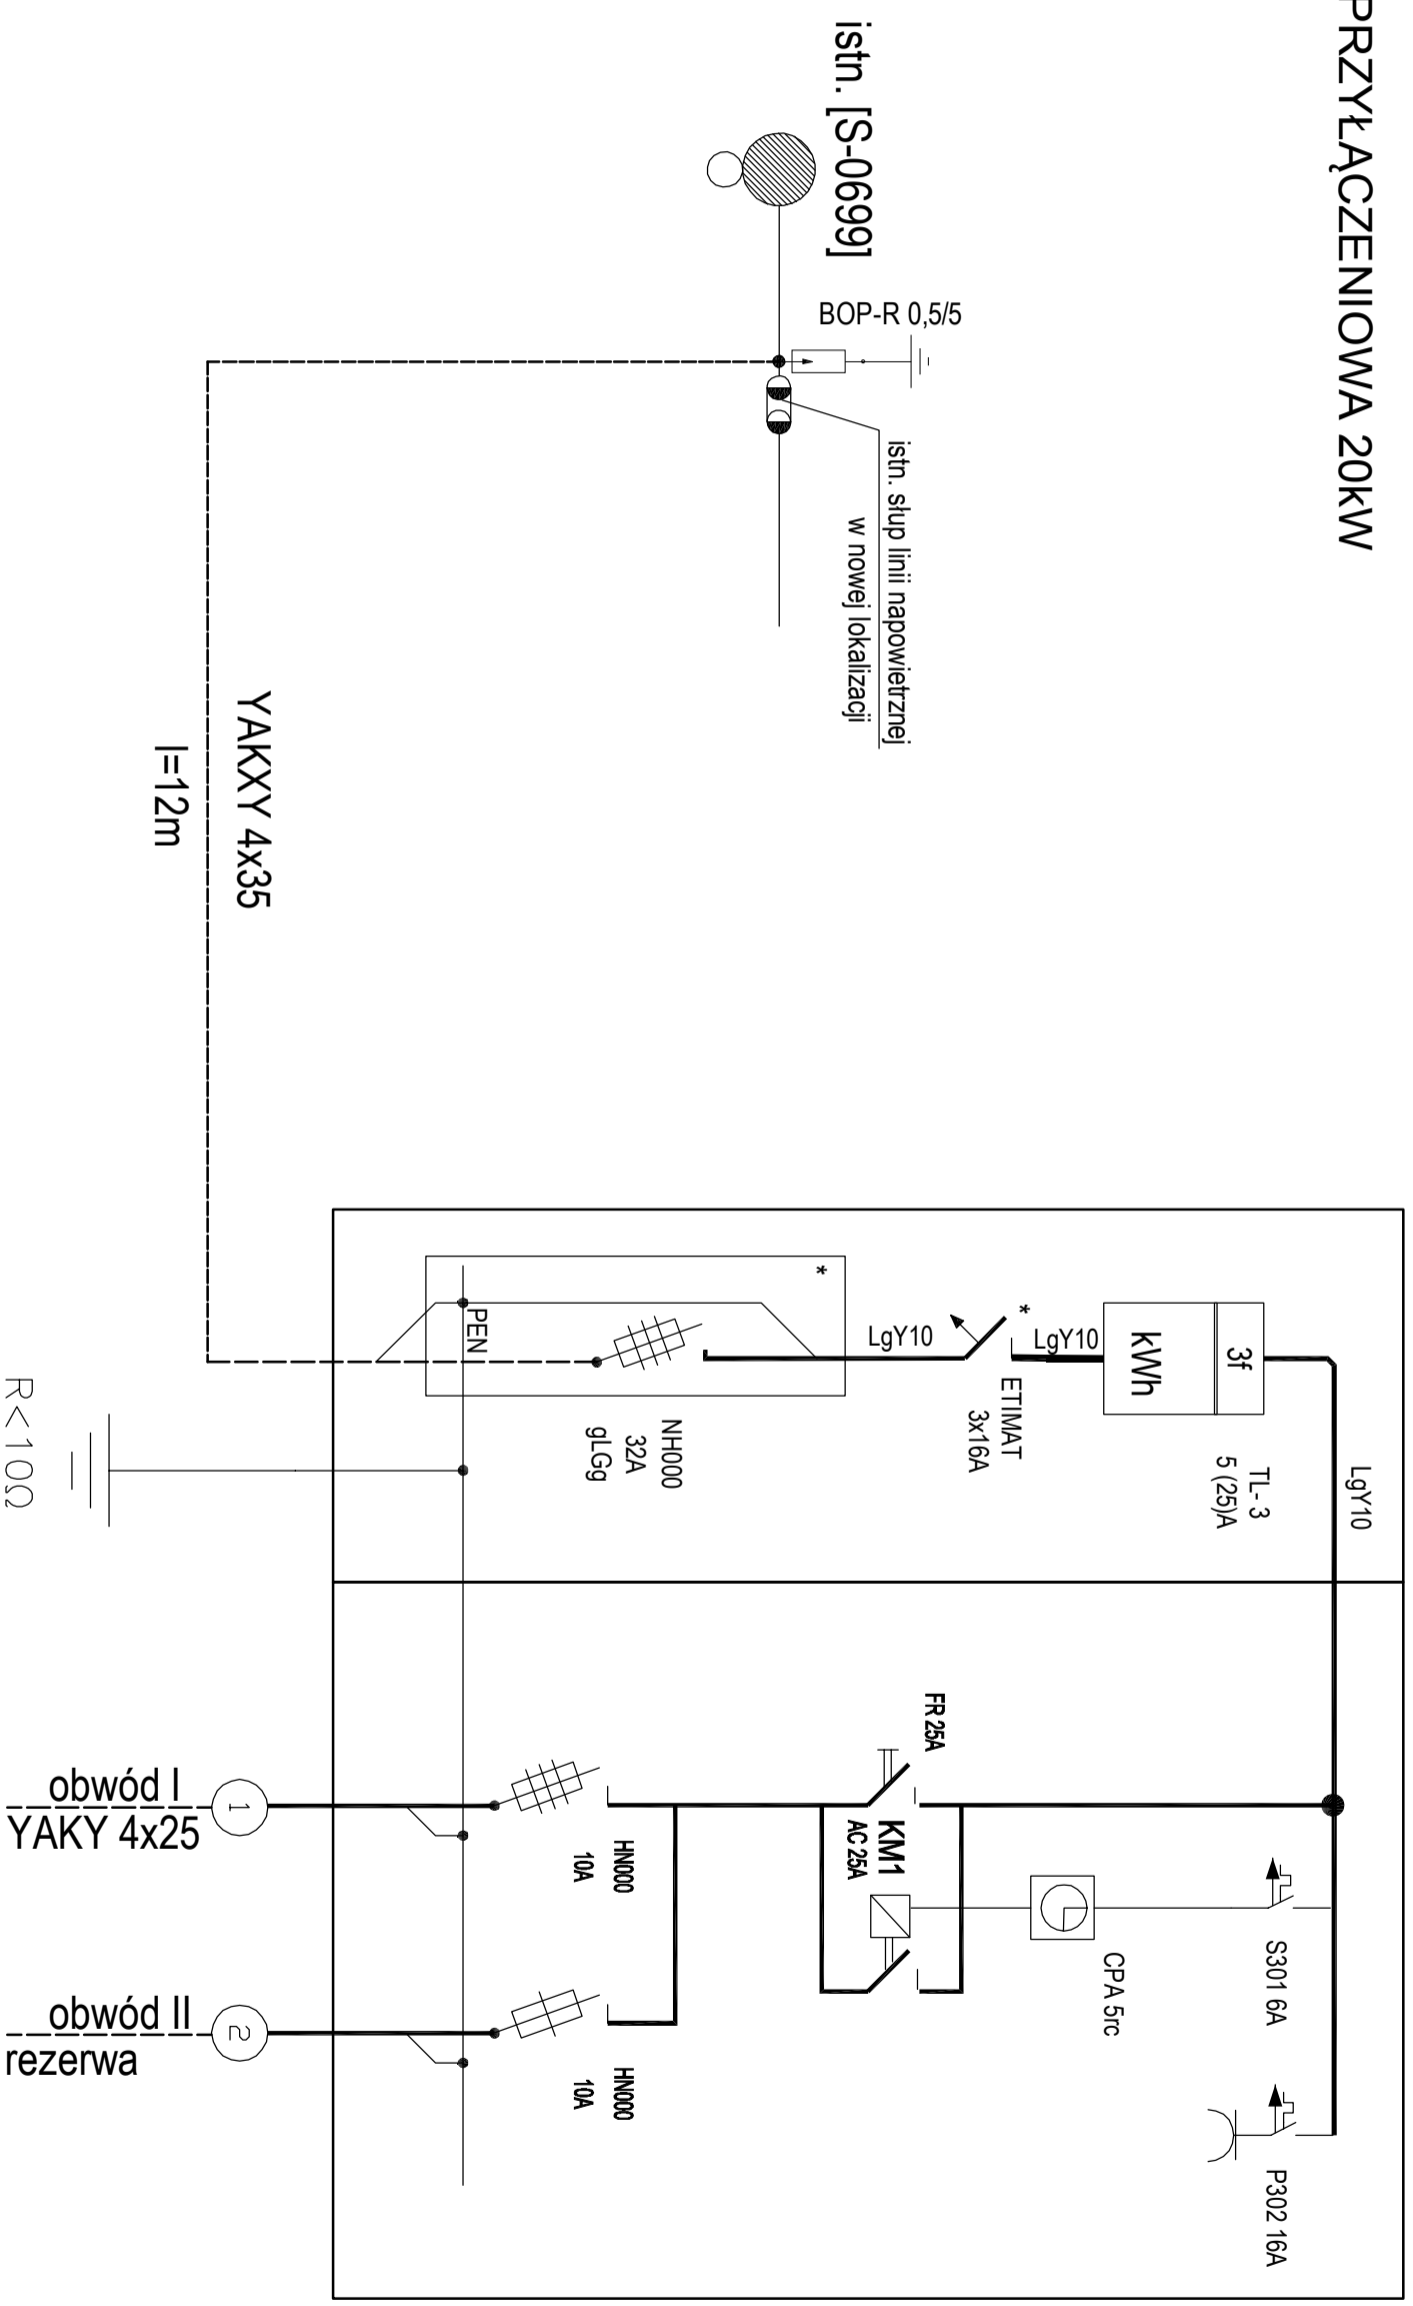 PRZYŁĄCZENIOWA 20kW
istn. [S-0699]
BOP-R 0,5/5
istn. słup linii napowietrznej
w nowej lokalizacji
YAKXY 4x35
l=12m
LgY10
TL- 3
5 (25)A
3f
kWh
LgY10
*
ETIMAT
3x16A
LgY10
*
NH000
32A
gLGg
PEN
R<10Ω
S301 6A
P302 16A
CPA 5rc
FR 25A
KM1
AC 25A
HN000
10A
HN000
10A
1
obwód I
YAKY 4x25
2
obwód II
rezerwa